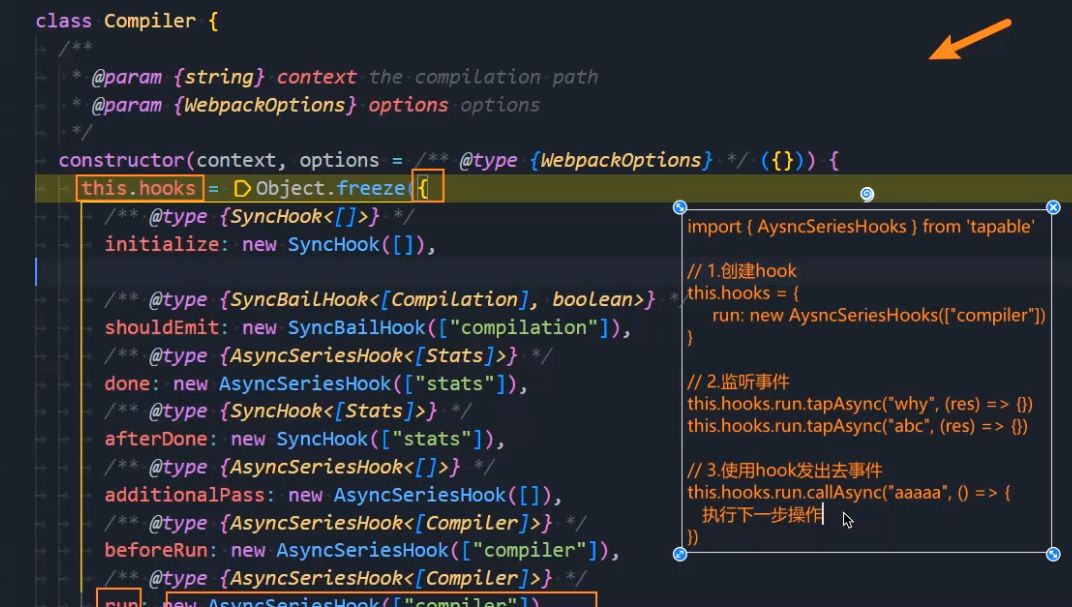 class Compiler {
/**
* @param {string} context the compilation path
* @param {WebpackOptions} options options
*/
constructor(context, options = /** @type {WebpackOptions} */ ({})) {
this.hooks = Object.freeze({
/** @type {SyncHook<[]>} */
initialize: new SyncHook([]),
/** @type {SyncBailHook<[Compilation], boolean>} */
shouldEmit: new SyncBailHook(["compilation"]),
/** @type {AsyncSeriesHook<[Stats]>} */
done: new AsyncSeriesHook(["stats"]),
/** @type {SyncHook<[Stats]>} */
afterDone: new SyncHook(["stats"]),
/** @type {AsyncSeriesHook<[]>} */
additionalPass: new AsyncSeriesHook([]),
/** @type {AsyncSeriesHook<[Compiler]>} */
beforeRun: new AsyncSeriesHook(["compiler"]),
/** @type {AsyncSeriesHook<[Compiler]>} */
run: new AsyncSeriesHook(["compiler"])
import { AysncSeriesHooks } from 'tapable'
// 1.创建hook
this.hooks = {
run: new AysncSeriesHooks(["compiler"])
}
// 2.监听事件
this.hooks.run.tapAsync("why", (res) => {})
this.hooks.run.tapAsync("abc", (res) => {})
// 3.使用hook发出去事件
this.hooks.run.callAsync("aaaaa", () => {
执行下一步操作
})